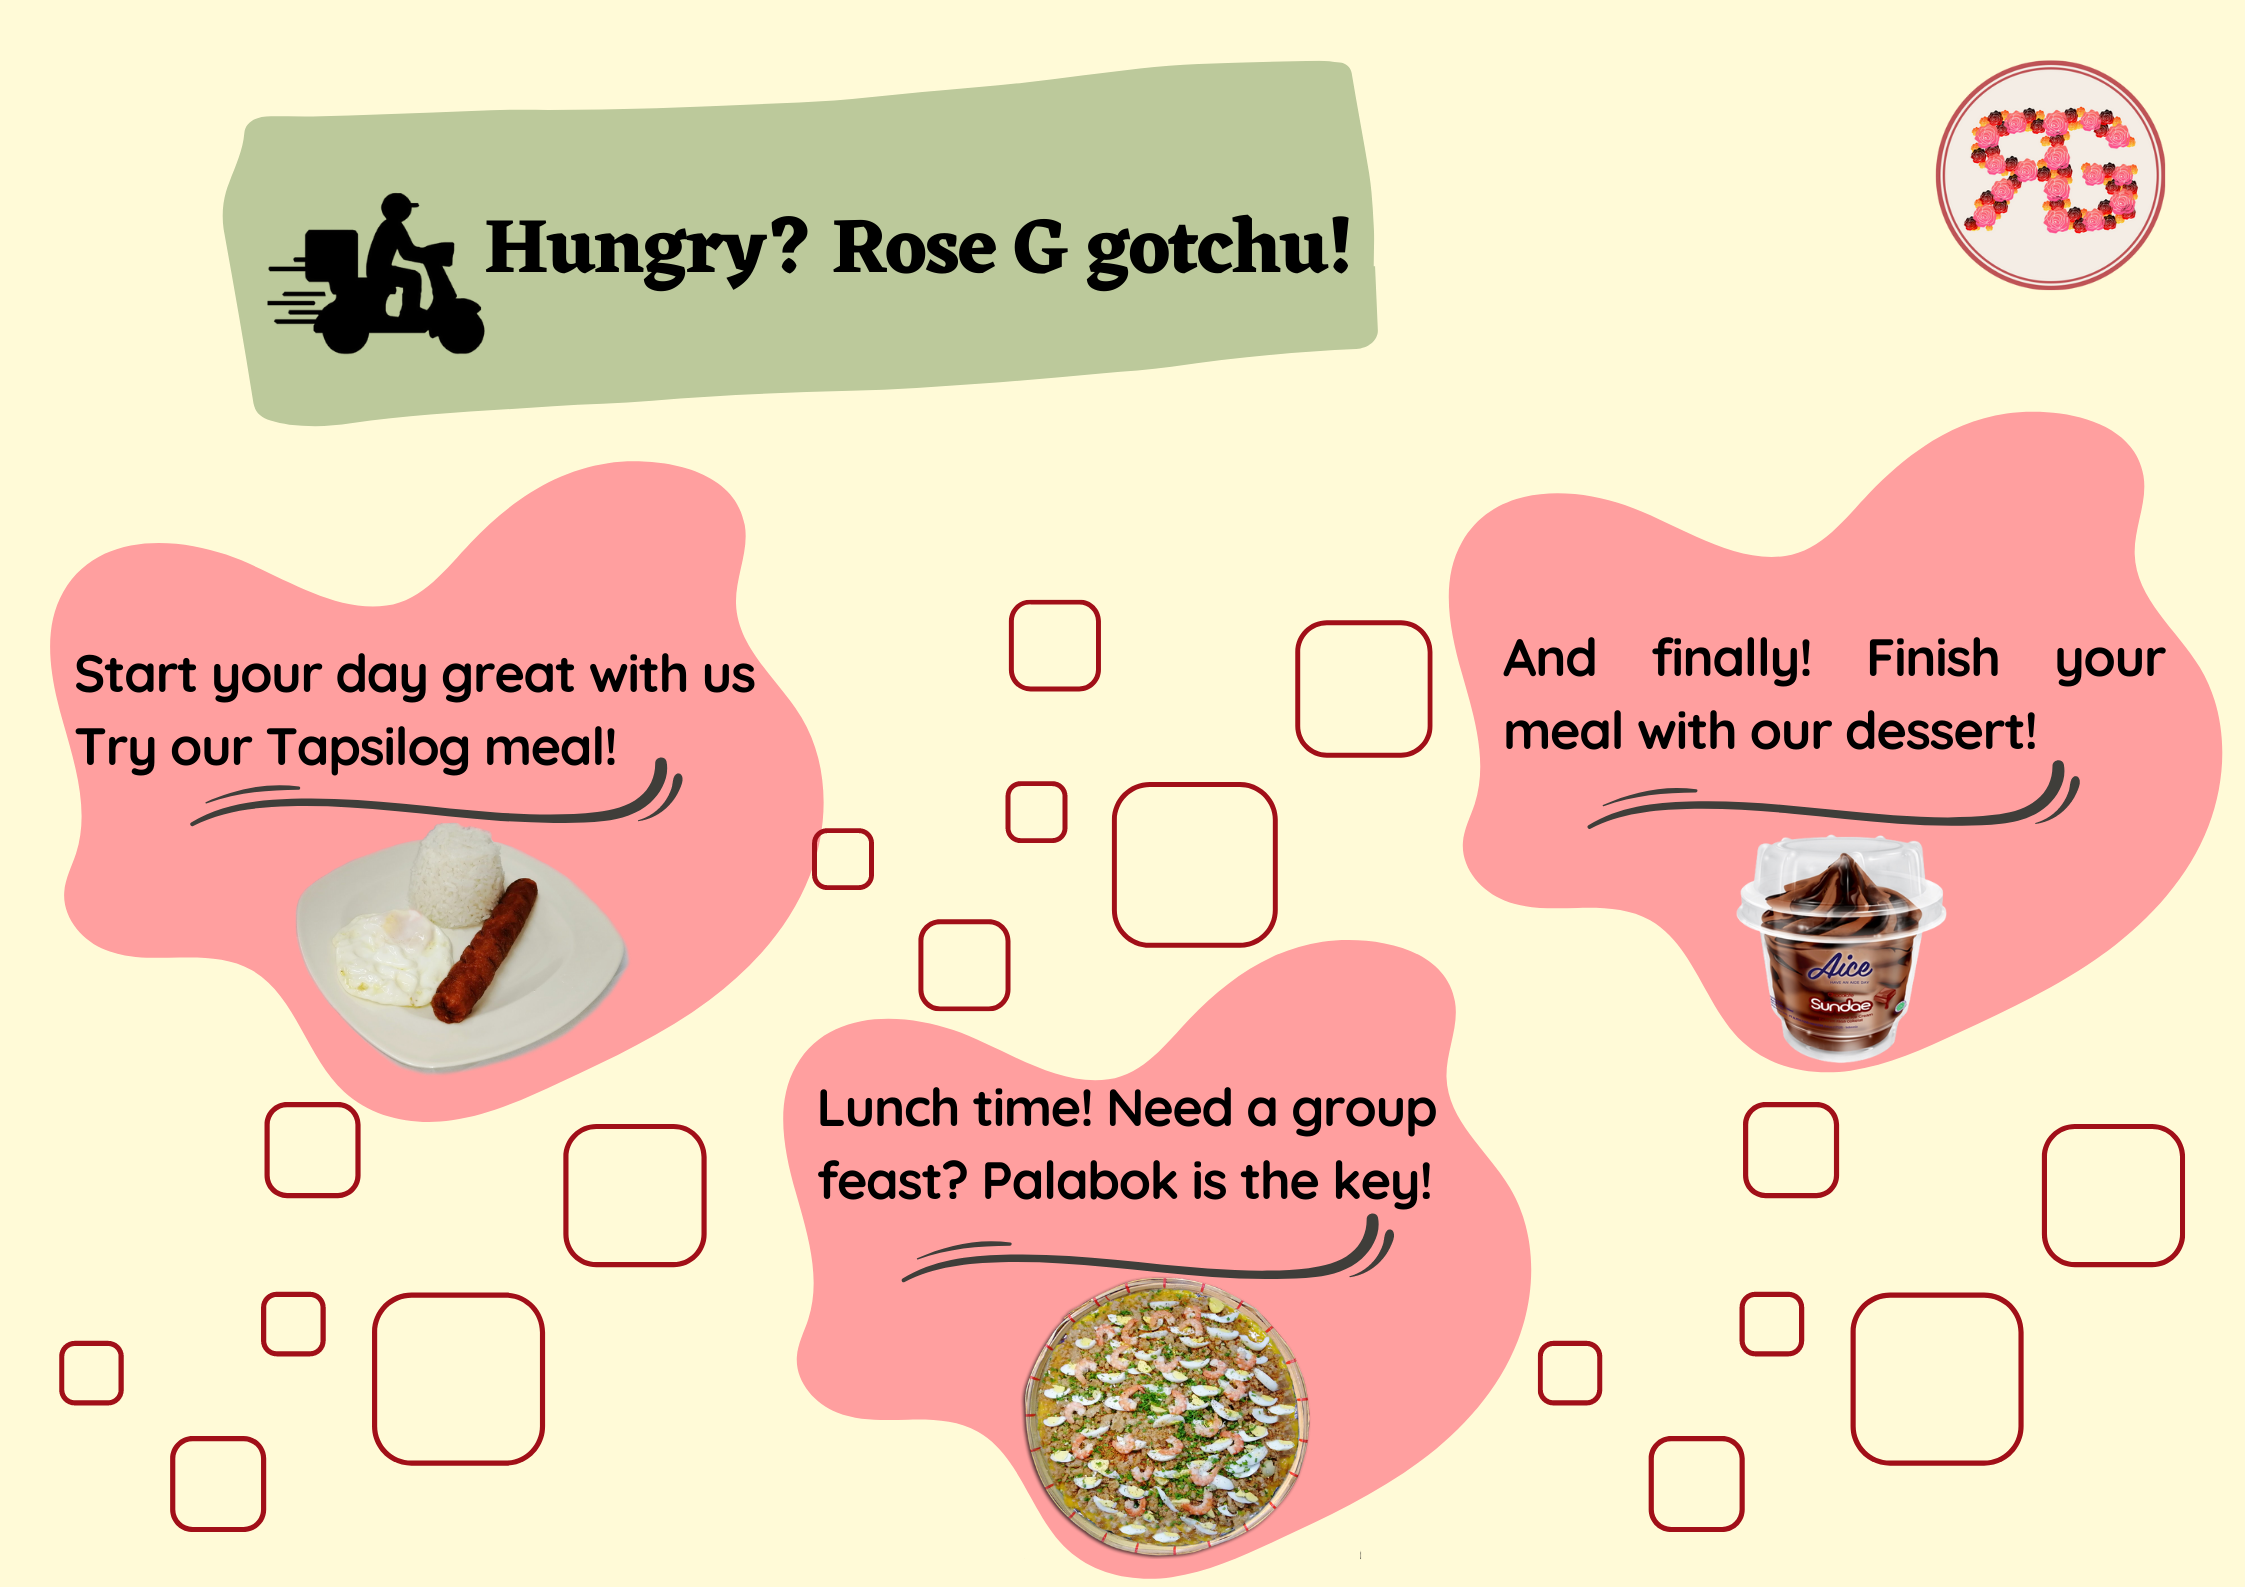 RG
Hungry? Rose G gotchu!
Start your day great with us
Try our Tapsilog meal!
And finally! Finish your
meal with our dessert!
Aice
Sundae
Lunch time! Need a group
feast? Palabok is the key!